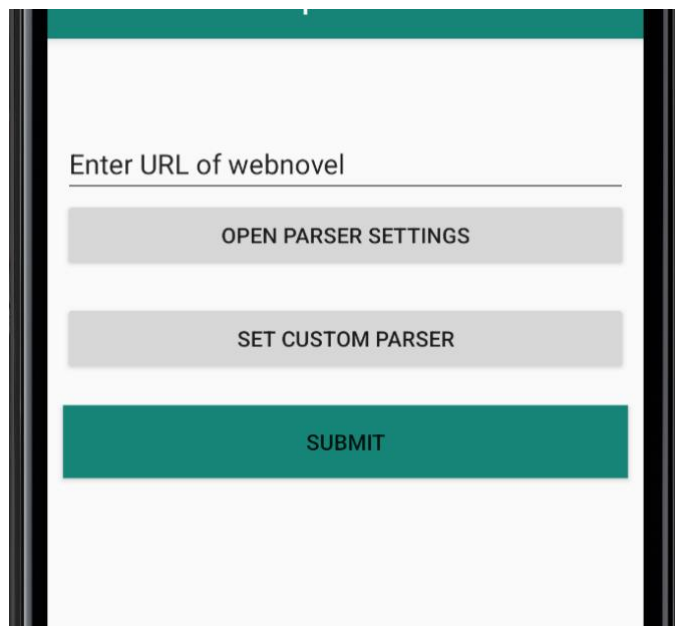 Enter URL of webnovel
OPEN PARSER SETTINGS
SET CUSTOM PARSER
SUBMIT